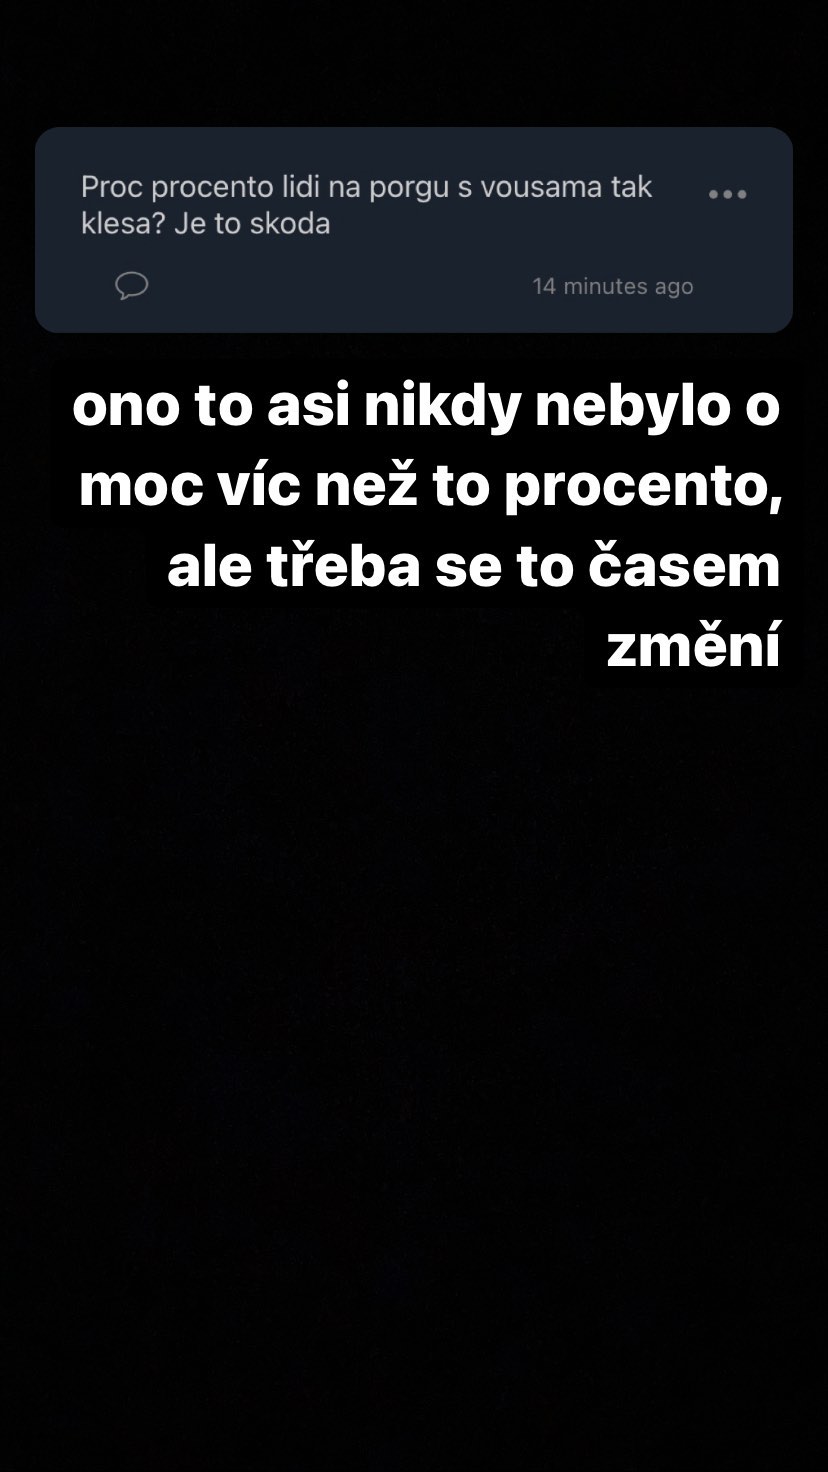 Proc procento lidi na porgu s vousama tak
klesa? Je to skoda
14 minutes ago
ono to asi nikdy nebylo o
moc víc než to procento,
ale třeba se to časem
změní